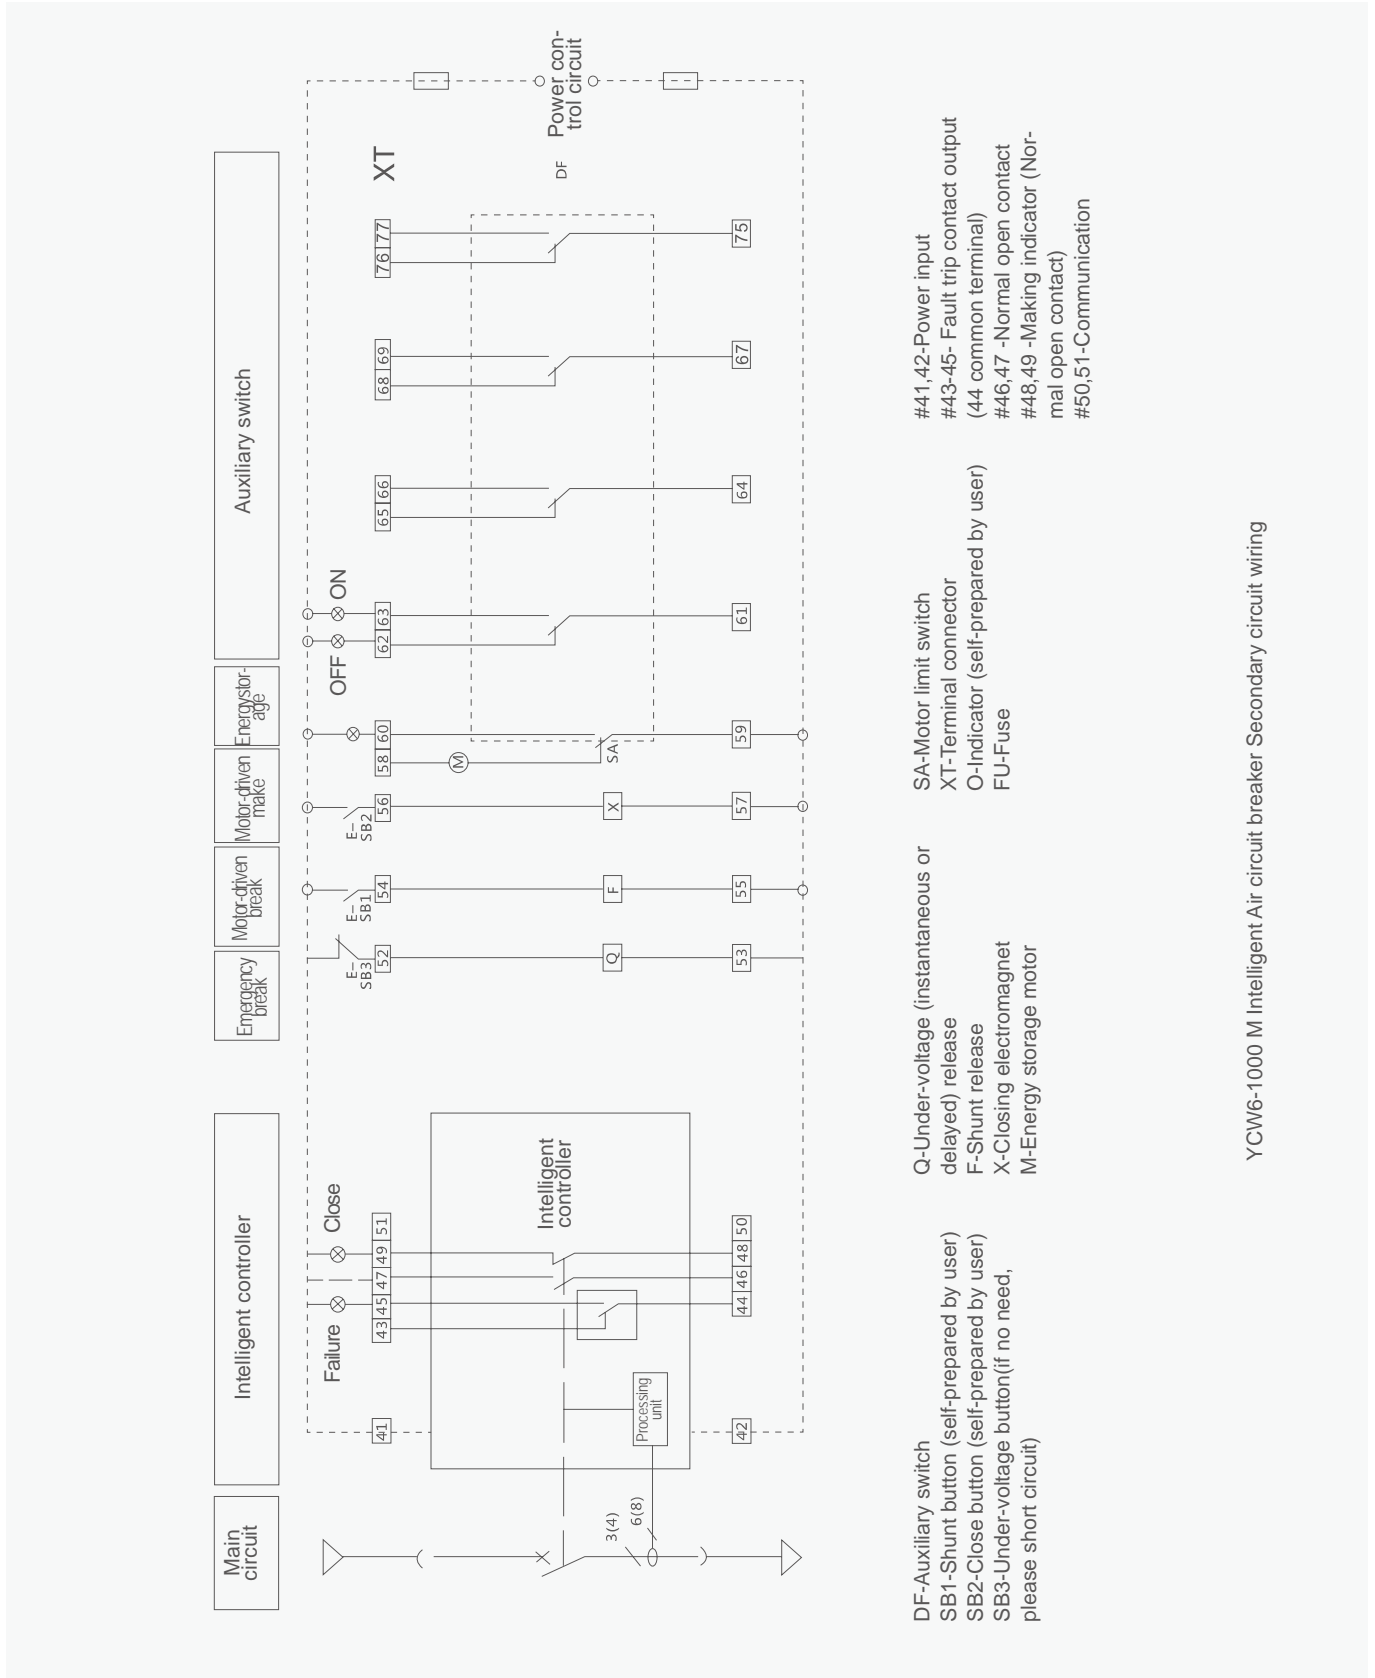 Main
circuit
Intelligent controller
Emergency
break
Motor-driven
break
Motor-driven
make
Energystor-
age
Auxiliary switch
Failure
Close
OFF
ON
XT
E-
SB3
E-
SB1
E-
SB2
41
43
45
47
49
51
52
54
56
58
60
62
63
65
66
68
69
76
77
Intelligent
controller
Processing
unit
3(4)
6(8)
Q
F
X
M
SA
DF
Power con-
trol circuit
42
44
46
48
50
53
55
57
59
61
64
67
75
DF-Auxiliary switch
SB1-Shunt button (self-prepared by user)
SB2-Close button (self-prepared by user)
SB3-Under-voltage button(if no need,
please short circuit)
Q-Under-voltage (instantaneous or
delayed) release
F-Shunt release
X-Closing electromagnet
M-Energy storage motor
SA-Motor limit switch
XT-Terminal connector
O-Indicator (self-prepared by user)
FU-Fuse
#41,42-Power input
#43-45- Fault trip contact output
(44 common terminal)
#46,47 -Normal open contact
#48,49 -Making indicator (Nor-
mal open contact)
#50,51-Communication
YCW6-1000 M Intelligent Air circuit breaker Secondary circuit wiring